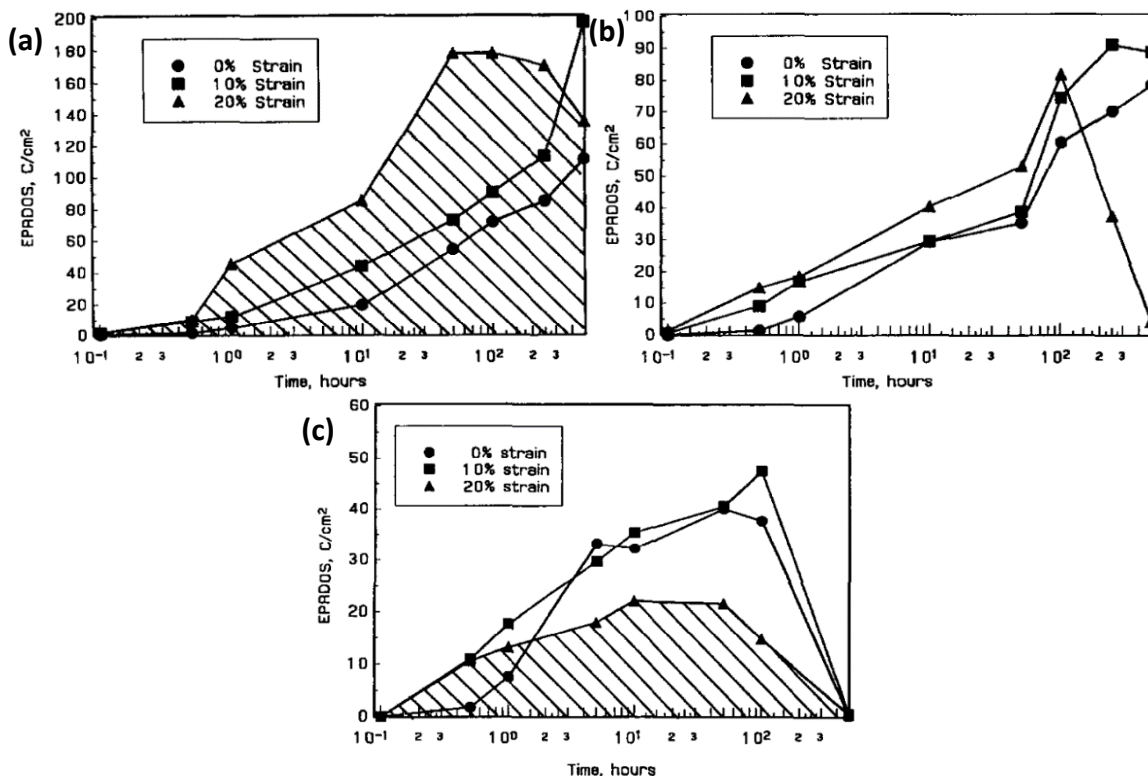 (a)
EPRDOS, C/cm²
200
180
160
140
120
100
80
60
40
20
0
0% Strain
10% Strain
20% Strain
10⁻¹ 2 3 10⁰ 2 3 10¹ 2 3 10² 2 3
Time, hours
(b)
EPRDOS, C/cm²
100
90
80
70
60
50
40
30
20
10
0
0% Strain
10% Strain
20% Strain
10⁻¹ 2 3 10⁰ 2 3 10¹ 2 3 10² 2 3
Time, hours
(c)
EPRDOS, C/cm²
60
50
40
30
20
10
0
0% strain
10% strain
20% strain
10⁻¹ 2 3 10⁰ 2 3 10¹ 2 3 10² 2 3
Time, hours